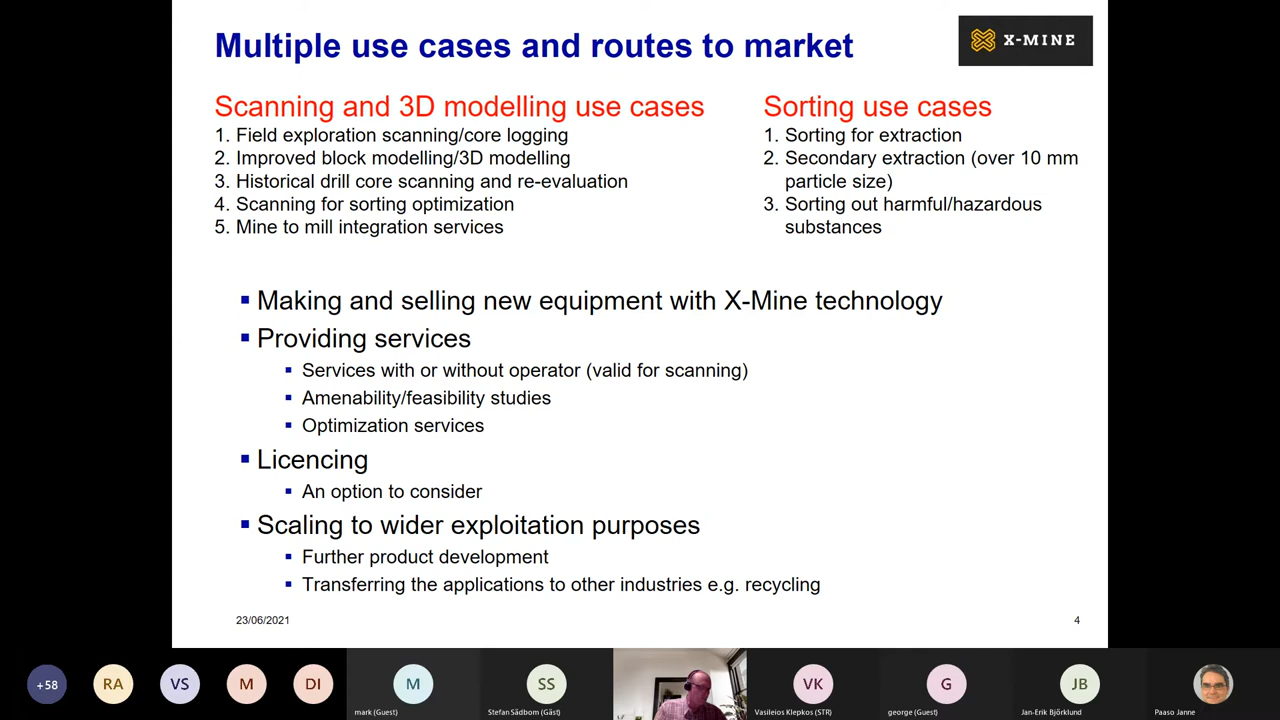 Multiple use cases and routes to market
X-MINE
Scanning and 3D modelling use cases
1. Field exploration scanning/core logging
2. Improved block modelling/3D modelling
3. Historical drill core scanning and re-evaluation
4. Scanning for sorting optimization
5. Mine to mill integration services
Sorting use cases
1. Sorting for extraction
2. Secondary extraction (over 10 mm
particle size)
3. Sorting out harmful/hazardous
substances
Making and selling new equipment with X-Mine technology
Providing services
Services with or without operator (valid for scanning)
Amenability/feasibility studies
Optimization services
Licencing
An option to consider
Scaling to wider exploitation purposes
Further product development
Transferring the applications to other industries e.g. recycling
23/06/2021
4
+58
RA
VS
M
DI
M
mark (Guest)
SS
Stefan Sädbom (Gäst)
VK
Vasileios Klepkos (STR)
G
george (Guest)
JB
Jan-Erik Björklund
Paaso Janne